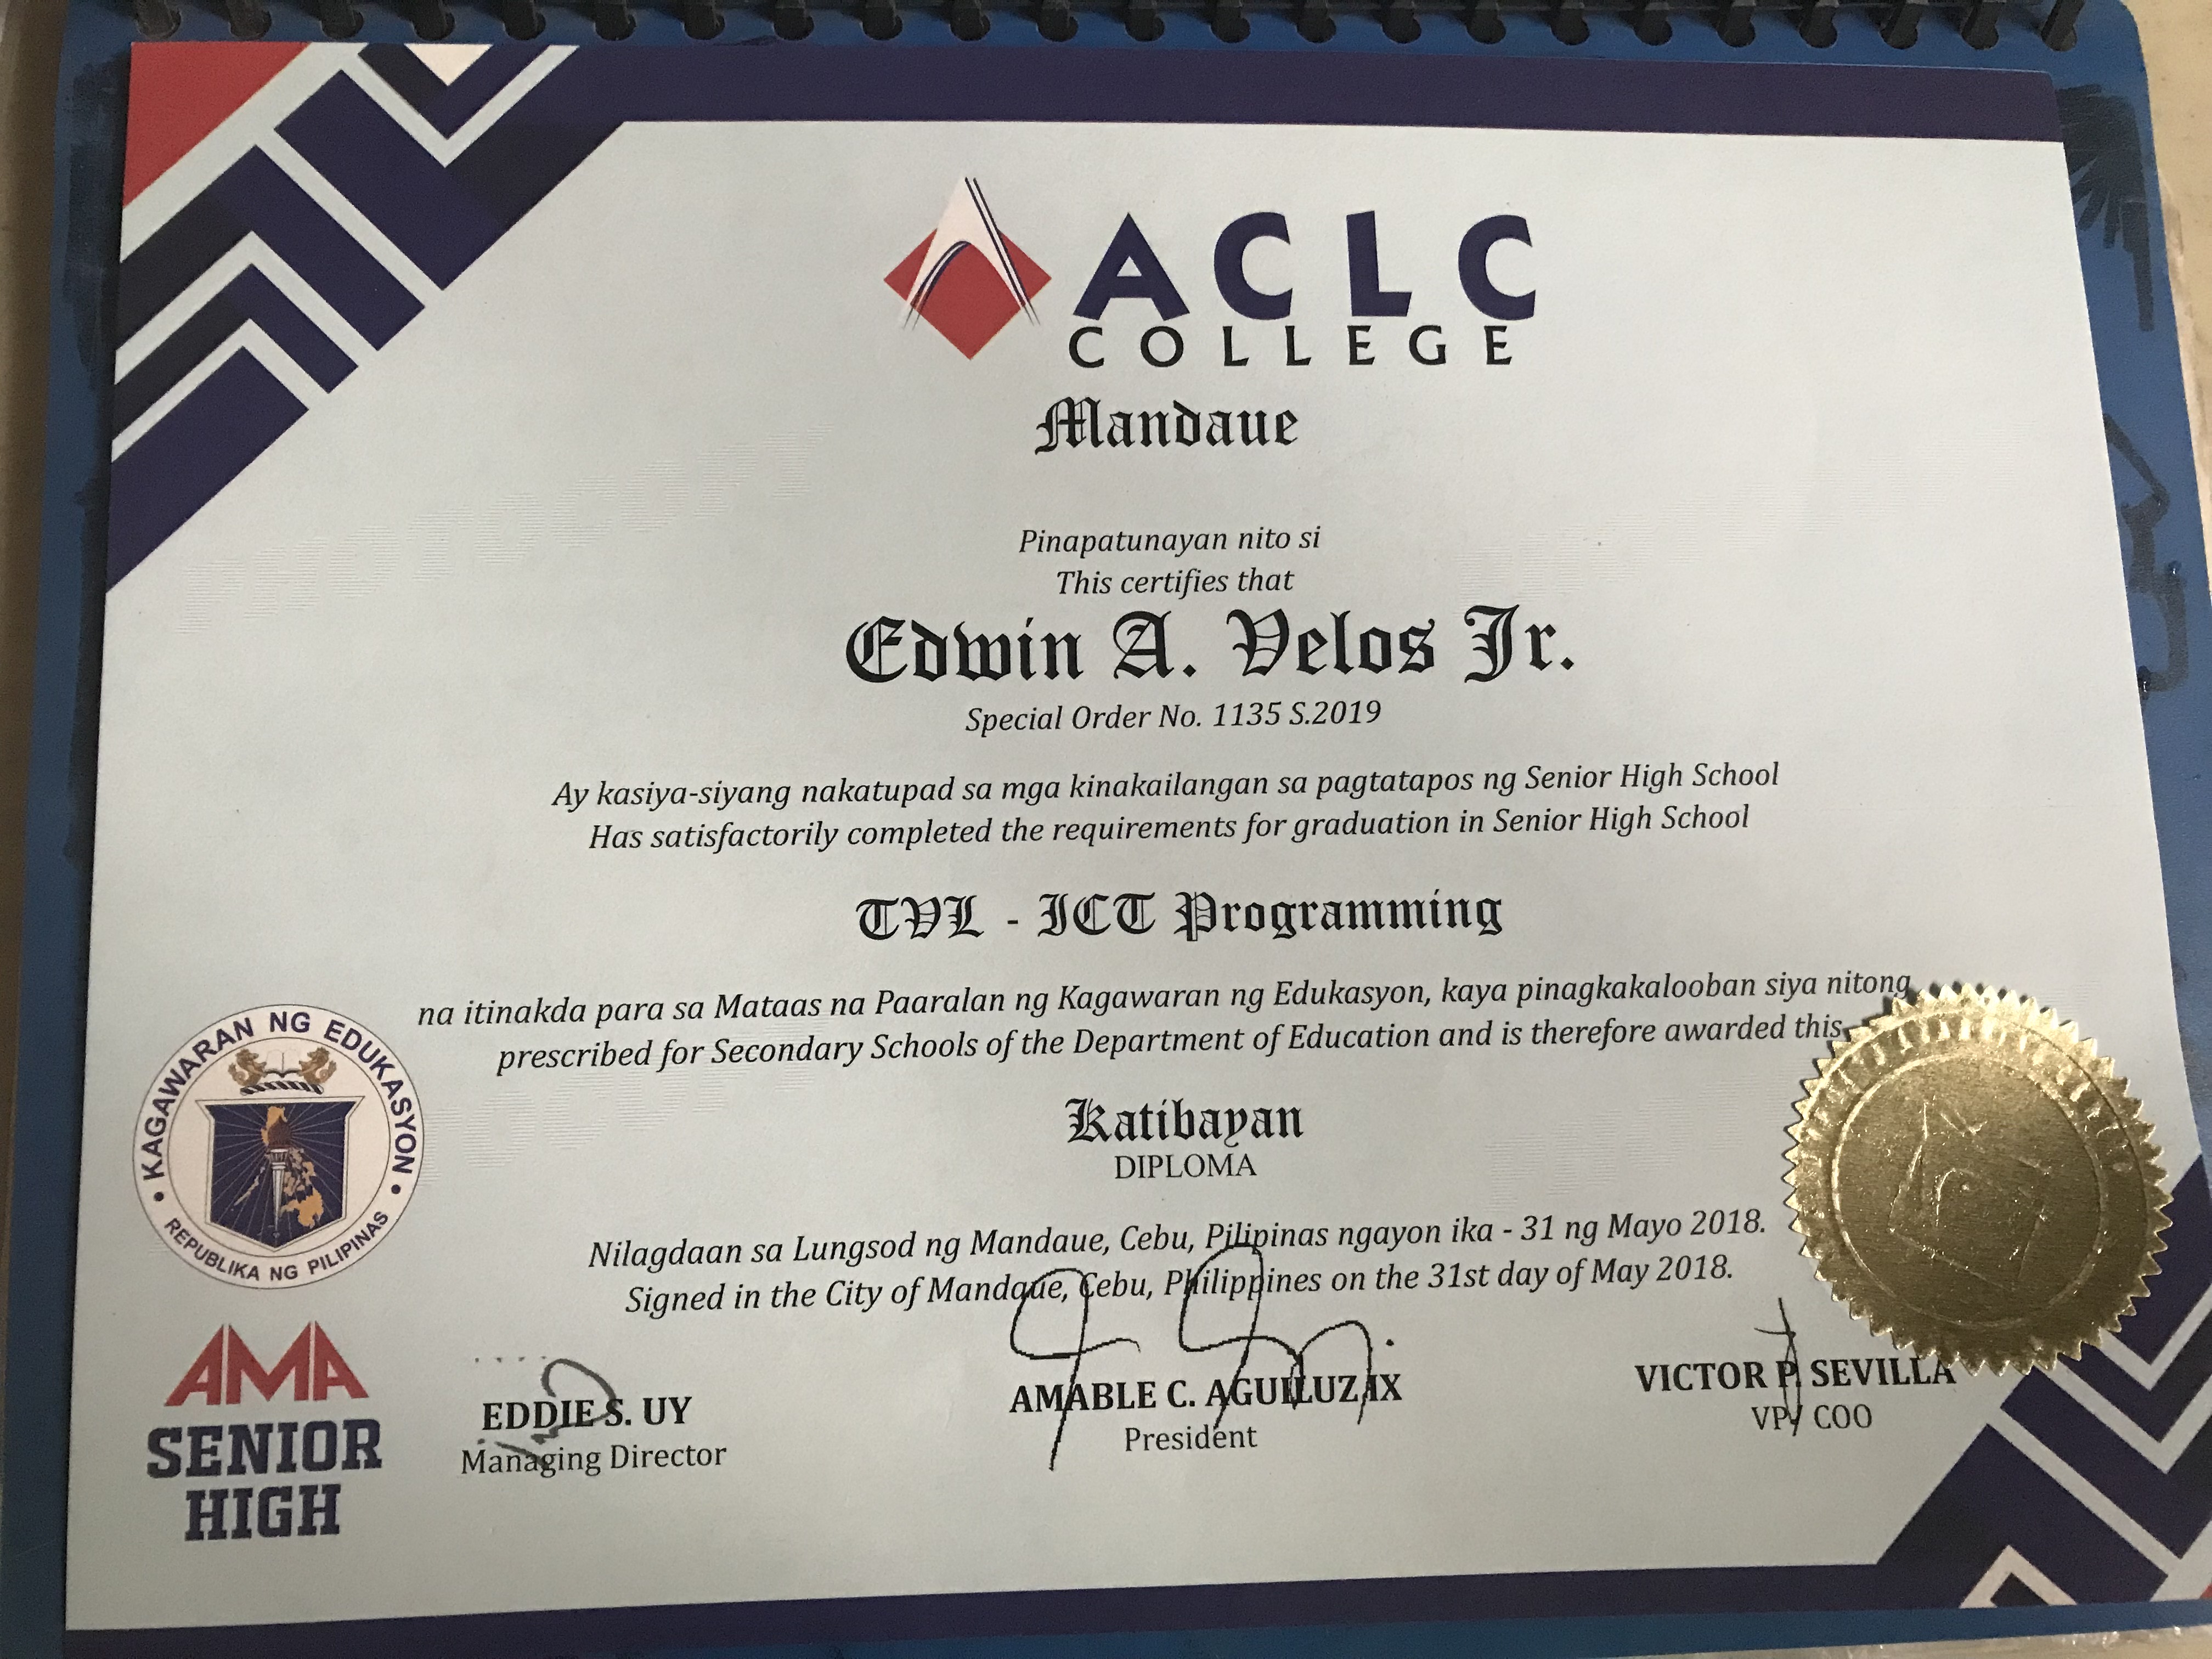 ACLC
COLLEGE
Mandaue
PHOTOCOPY
Pinapatunayan nito si
This certifies that
Edwin A. Velos Jr.
Special Order No. 1135 S.2019
Ay kasiya-siyang nakatupad sa mga kinakailangan sa pagtatapos ng Senior High School
Has satisfactorily completed the requirements for graduation in Senior High School
TVL - ICT Programming
na itinakda para sa Mataas na Paaralan ng Kagawaran ng Edukasyon, kaya pinagkakalooban siya nitong
prescribed for Secondary Schools of the Department of Education and is therefore awarded this
KAGAWARAN NG EDUKASYON
REPUBLIKA NG PILIPINAS
Katibayan
DIPLOMA
Nilagdaan sa Lungsod ng Mandaue, Cebu, Pilipinas ngayon ika - 31 ng Mayo 2018.
Signed in the City of Mandaue, Cebu, Philippines on the 31st day of May 2018.
AMA
SENIOR
HIGH
EDDIE S. UY
Managing Director
AMABLE C. AGUILUZ IX
President
VICTOR P. SEVILLA
VP/ COO